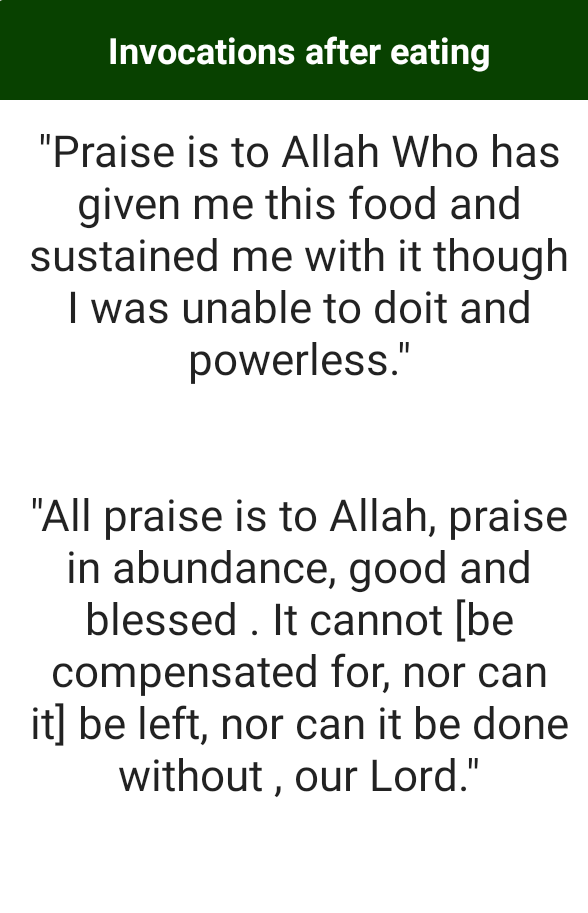 Invocations after eating
"Praise is to Allah Who has
given me this food and
sustained me with it though
I was unable to doit and
powerless."
"All praise is to Allah, praise
in abundance, good and
blessed . It cannot [be
compensated for, nor can
it] be left, nor can it be done
without , our Lord."